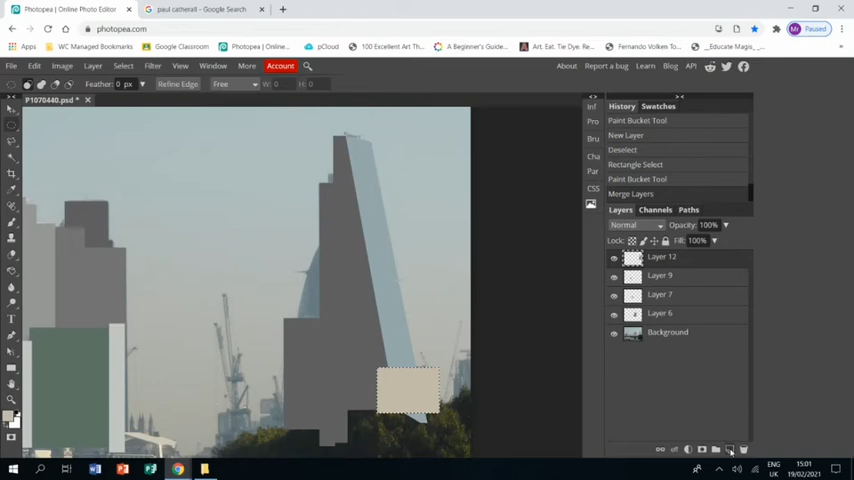 Photopea | Online Photo Editor
paul catherall - Google Search
photopea.com
Paused
Apps
WC Managed Bookmarks
Google Classroom
Photopea | Online P...
pCloud
100 Excellent Art Th...
A Beginner's Guide...
Art. Eat. Tie Dye. Re...
Fernando Volken To...
_Educate Magis_ -...
File Edit Image Layer Select Filter View Window More Account
About Report a bug Learn Blog API
Feather: 0 px Refine Edge Free W: 0 H: 0
P1070440.psd *
Inf
Pro
Bru
Cha
Par
CSS
History Swatches
Paint Bucket Tool
New Layer
Deselect
Rectangle Select
Paint Bucket Tool
Merge Layers
Layers Channels Paths
Normal Opacity: 100%
Lock: Fill: 100%
Layer 12
Layer 9
Layer 7
Layer 6
Background
ENG
UK
15:01
19/02/2021